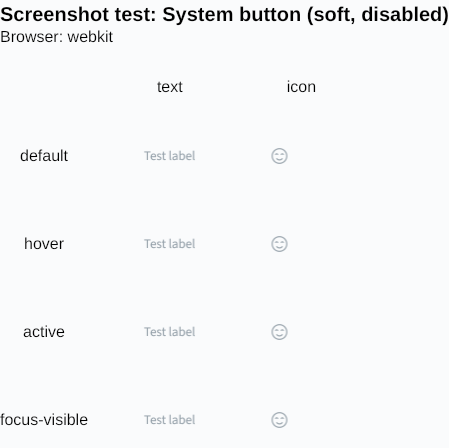 Screenshot test: System button (soft, disabled)
Browser: webkit
text icon
default Test label
hover Test label
active Test label
focus-visible Test label